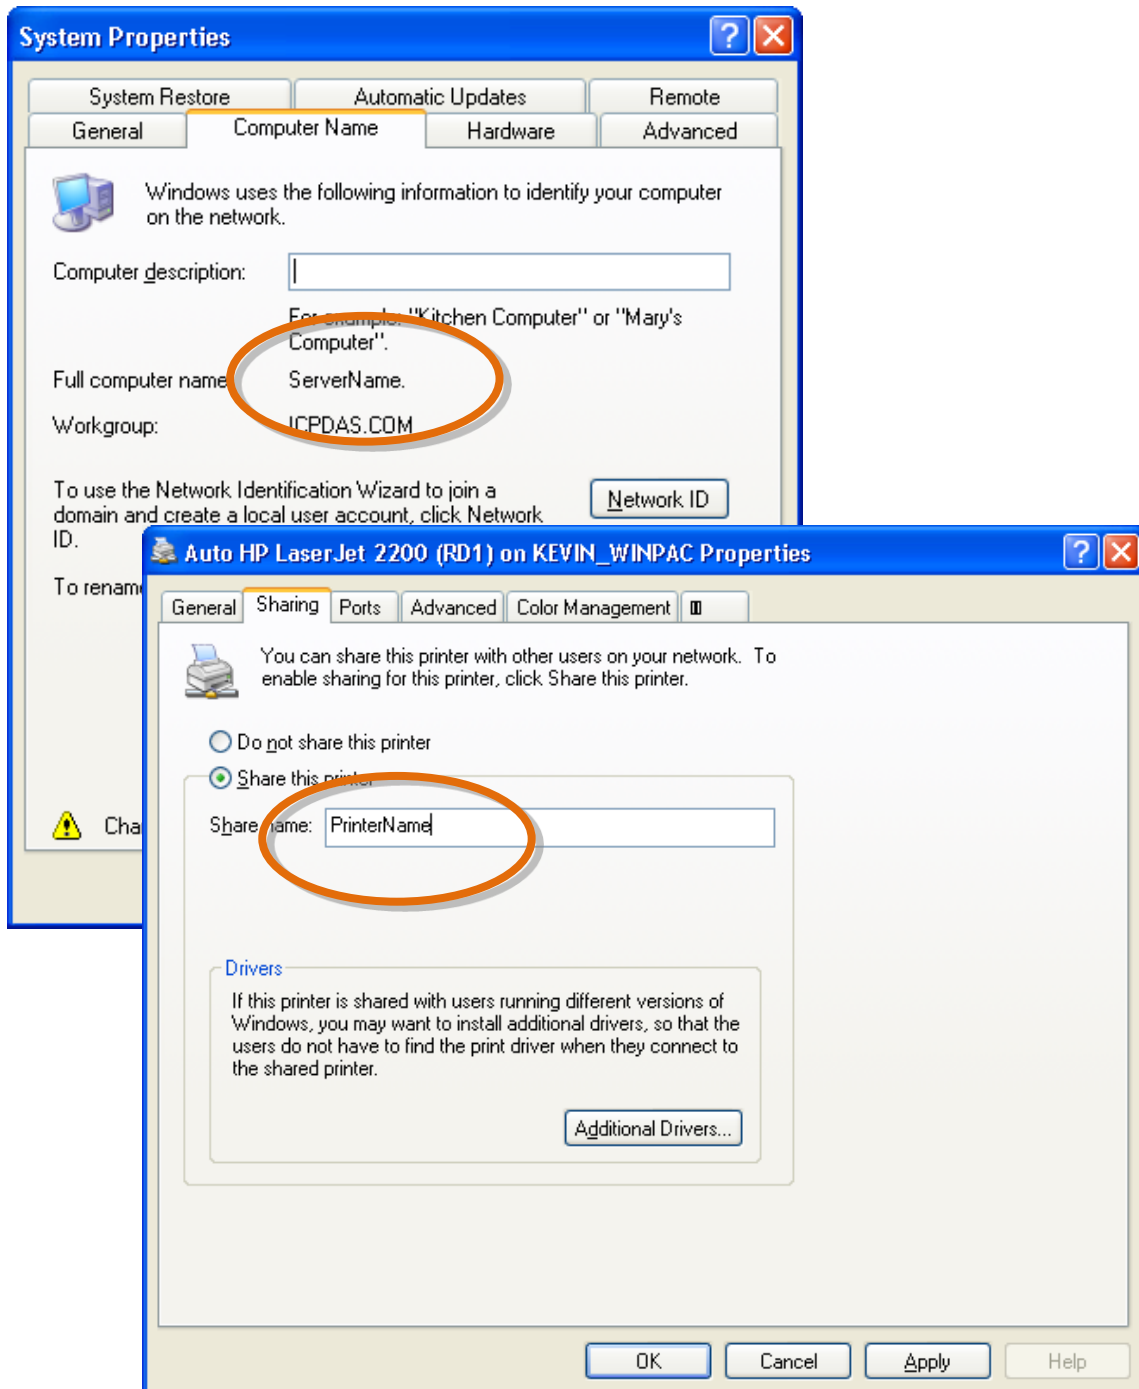 System Properties
System Restore Automatic Updates Remote
General Computer Name Hardware Advanced
Windows uses the following information to identify your computer
on the network.
Computer description:
For example: "Kitchen Computer" or "Mary's
Computer".
Full computer name ServerName.
Workgroup: ICPDAS.COM
To use the Network Identification Wizard to join a
domain and create a local user account, click Network
ID.
Network ID
To rename
Cha
Auto HP LaserJet 2200 (RD1) on KEVIN_WINPAC Properties
General Sharing Ports Advanced Color Management
You can share this printer with other users on your network. To
enable sharing for this printer, click Share this printer.
Do not share this printer
Share this printer
Share name: PrinterName
Drivers
If this printer is shared with users running different versions of
Windows, you may want to install additional drivers, so that the
users do not have to find the print driver when they connect to
the shared printer.
Additional Drivers...
OK Cancel Apply Help